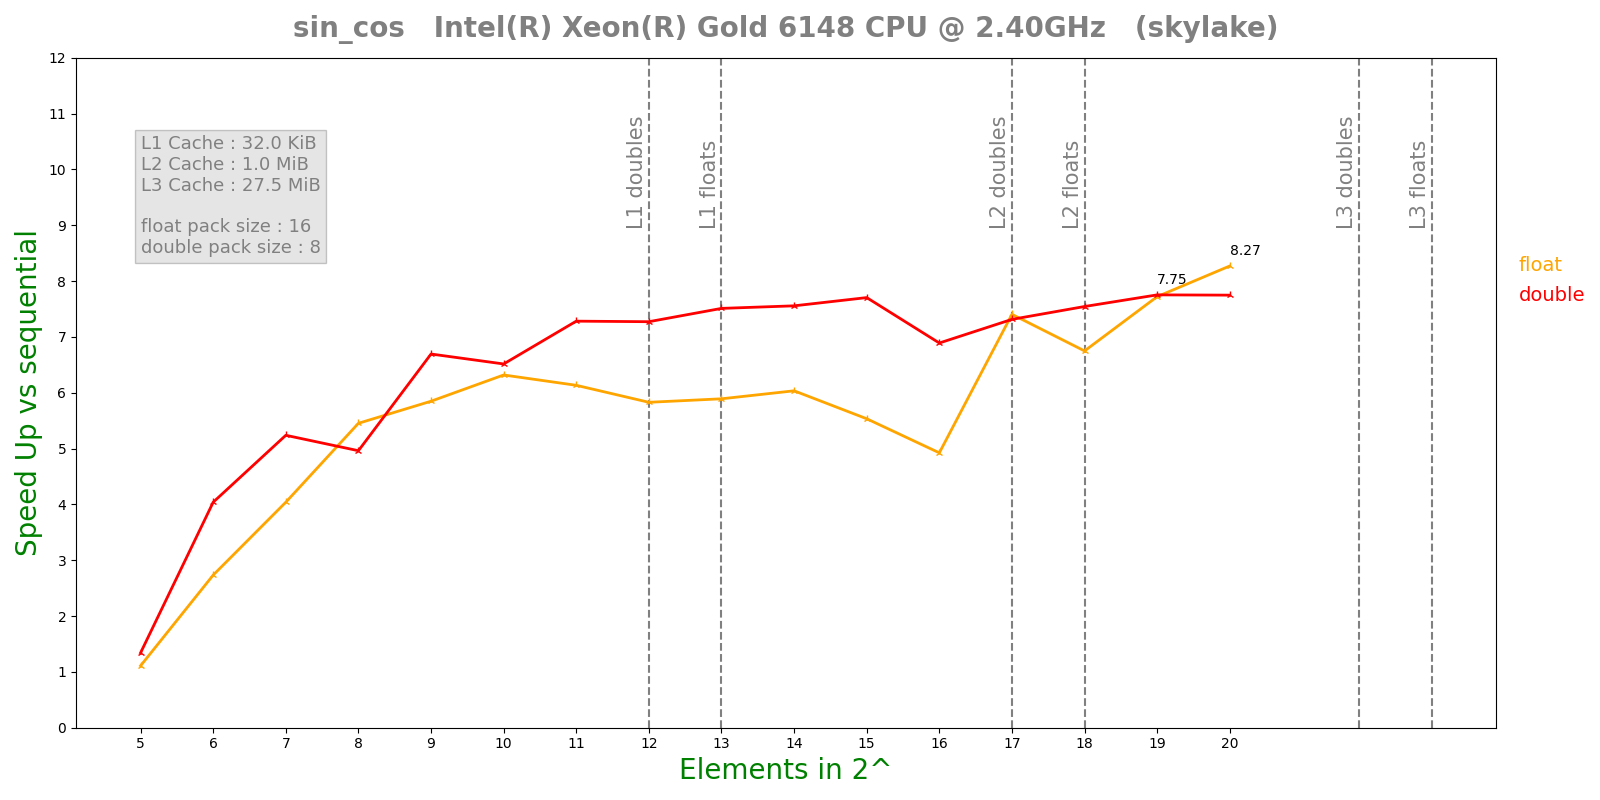 sin_cos   Intel(R) Xeon(R) Gold 6148 CPU @ 2.40GHz   (skylake)
Speed Up vs sequential
12
11
10
9
8
7
6
5
4
3
2
1
0
L1 Cache : 32.0 KiB
L2 Cache : 1.0 MiB
L3 Cache : 27.5 MiB
float pack size : 16
double pack size : 8
L1 doubles
L1 floats
L2 doubles
L2 floats
L3 doubles
L3 floats
7.75
8.27
float
double
5 6 7 8 9 10 11 12 13 14 15 16 17 18 19 20
Elements in 2^